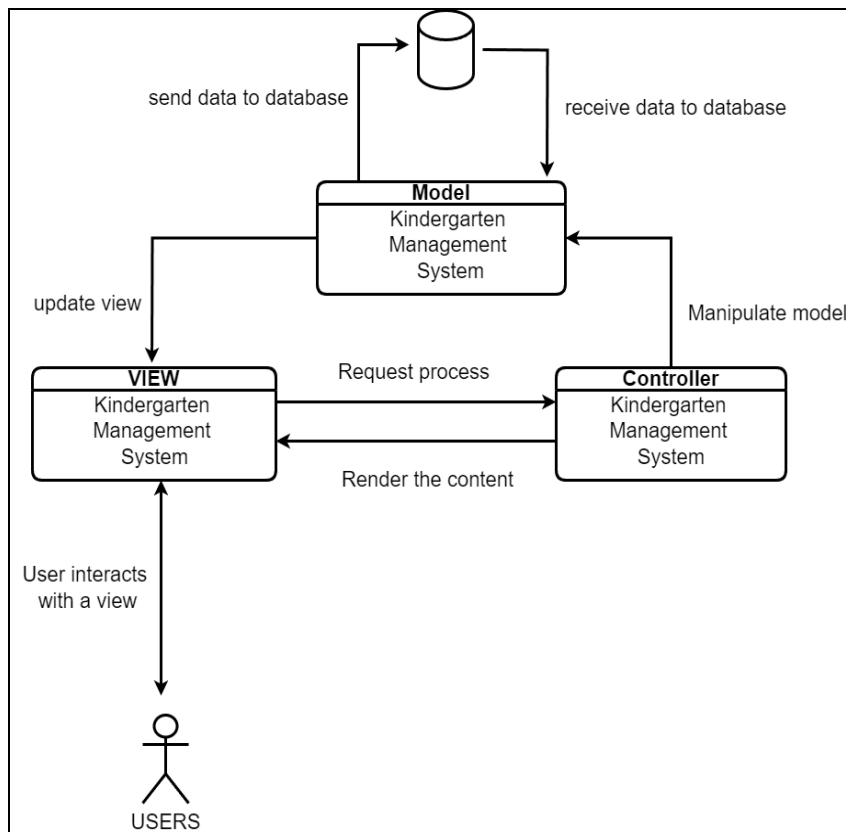 send data to database
receive data to database
Model
Kindergarten
Management
System
update view
Manipulate model
VIEW
Kindergarten
Management
System
Request process
Render the content
Controller
Kindergarten
Management
System
User interacts
with a view
USERS